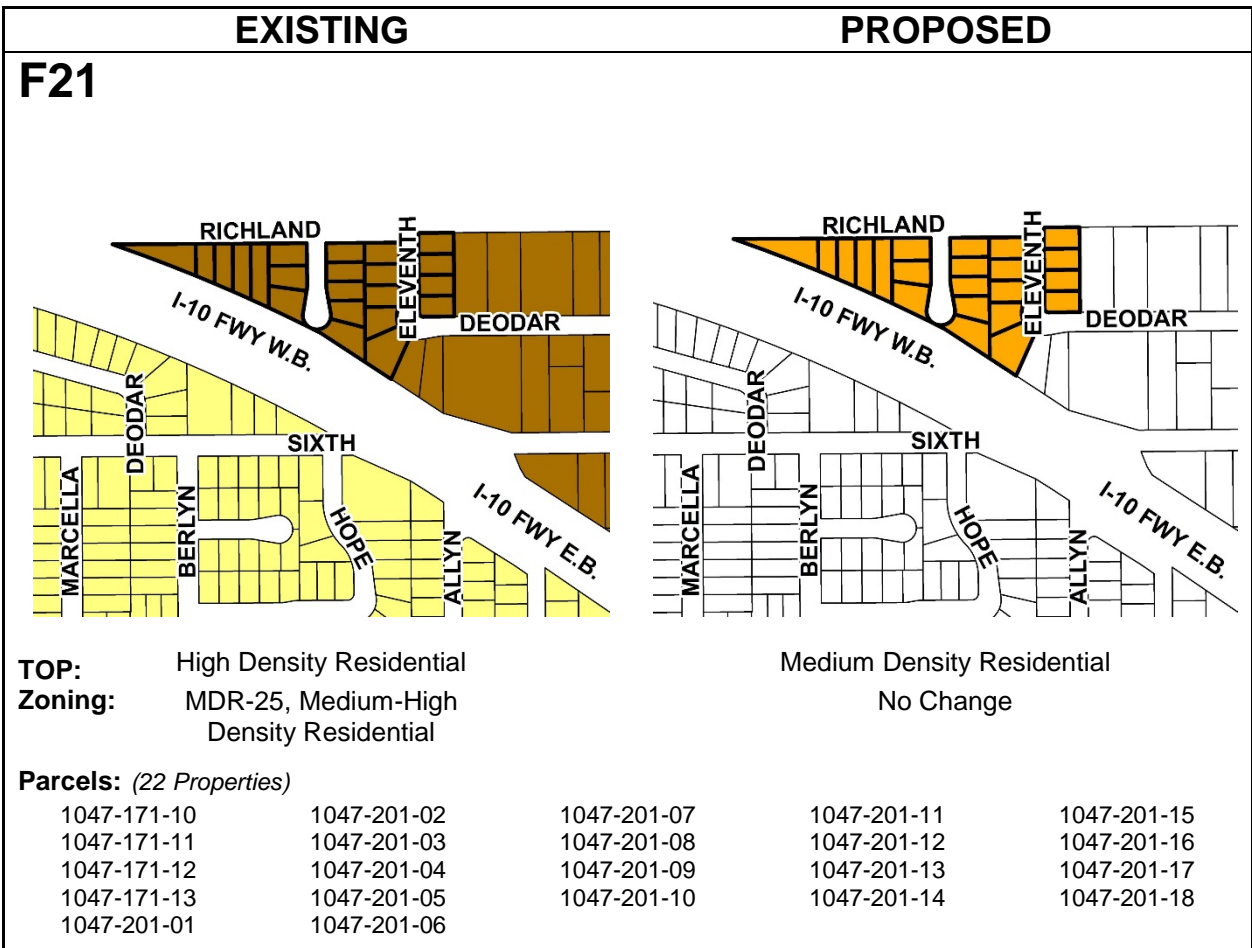 EXISTING PROPOSED
F21
RICHLAND
ELEVENTH
I-10 FWY W.B.
DEODAR
DEODAR
SIXTH
MARCELLA
BERLYN
HOPE
ALLYN
I-10 FWY E.B.
RICHLAND
ELEVENTH
I-10 FWY W.B.
DEODAR
DEODAR
SIXTH
MARCELLA
BERLYN
HOPE
ALLYN
I-10 FWY E.B.
TOP: High Density Residential Medium Density Residential
Zoning: MDR-25, Medium-High No Change
Density Residential
Parcels: (22 Properties)
1047-171-10 1047-201-02 1047-201-07 1047-201-11 1047-201-15
1047-171-11 1047-201-03 1047-201-08 1047-201-12 1047-201-16
1047-171-12 1047-201-04 1047-201-09 1047-201-13 1047-201-17
1047-171-13 1047-201-05 1047-201-10 1047-201-14 1047-201-18
1047-201-01 1047-201-06